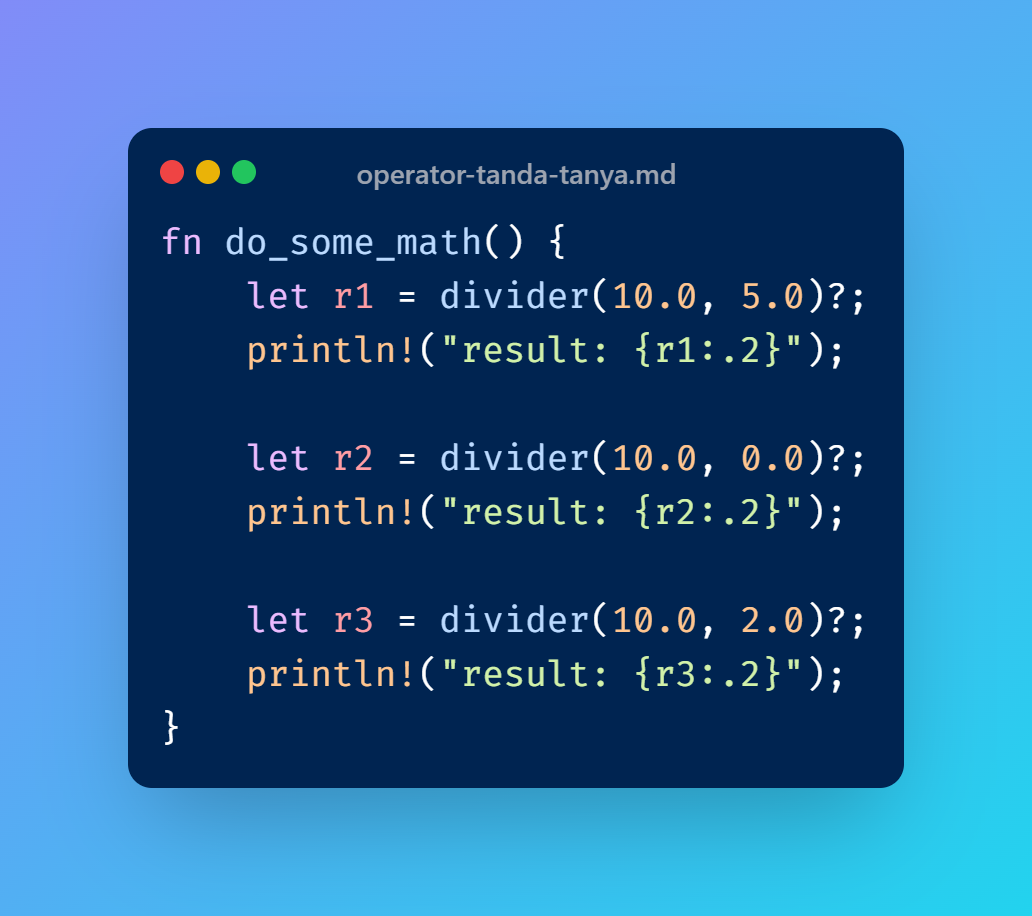 operator-tanda-tanya.md
fn do_some_math() {
    let r1 = divider(10.0, 5.0)?;
    println!("result: {r1:.2}");

    let r2 = divider(10.0, 0.0)?;
    println!("result: {r2:.2}");

    let r3 = divider(10.0, 2.0)?;
    println!("result: {r3:.2}");
}